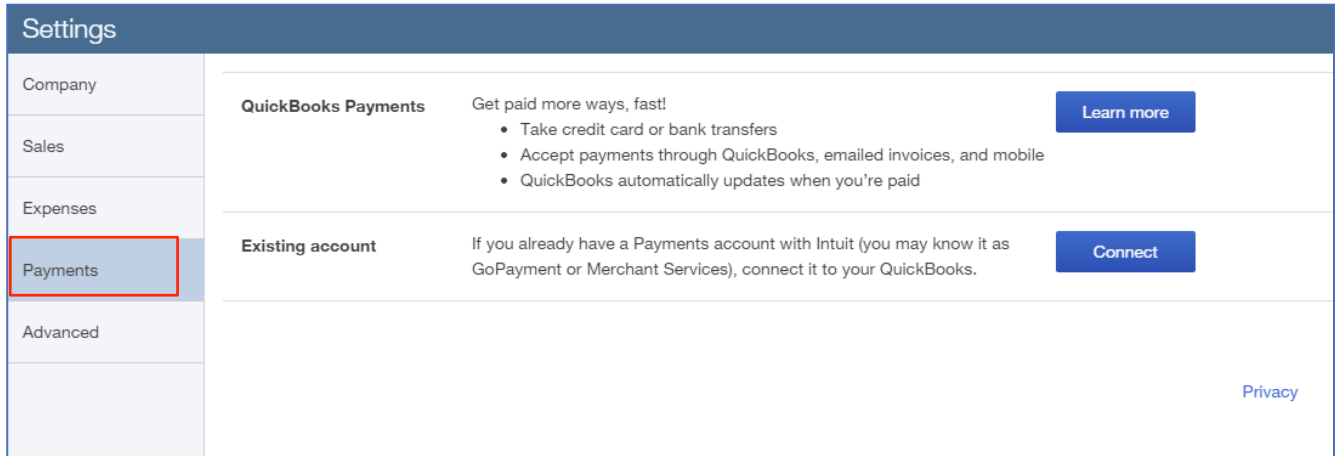 Settings
Company
Sales
Expenses
Payments
Advanced
QuickBooks Payments
Get paid more ways, fast!
• Take credit card or bank transfers
• Accept payments through QuickBooks, emailed invoices, and mobile
• QuickBooks automatically updates when you’re paid
Learn more
Existing account
If you already have a Payments account with Intuit (you may know it as
GoPayment or Merchant Services), connect it to your QuickBooks.
Connect
Privacy